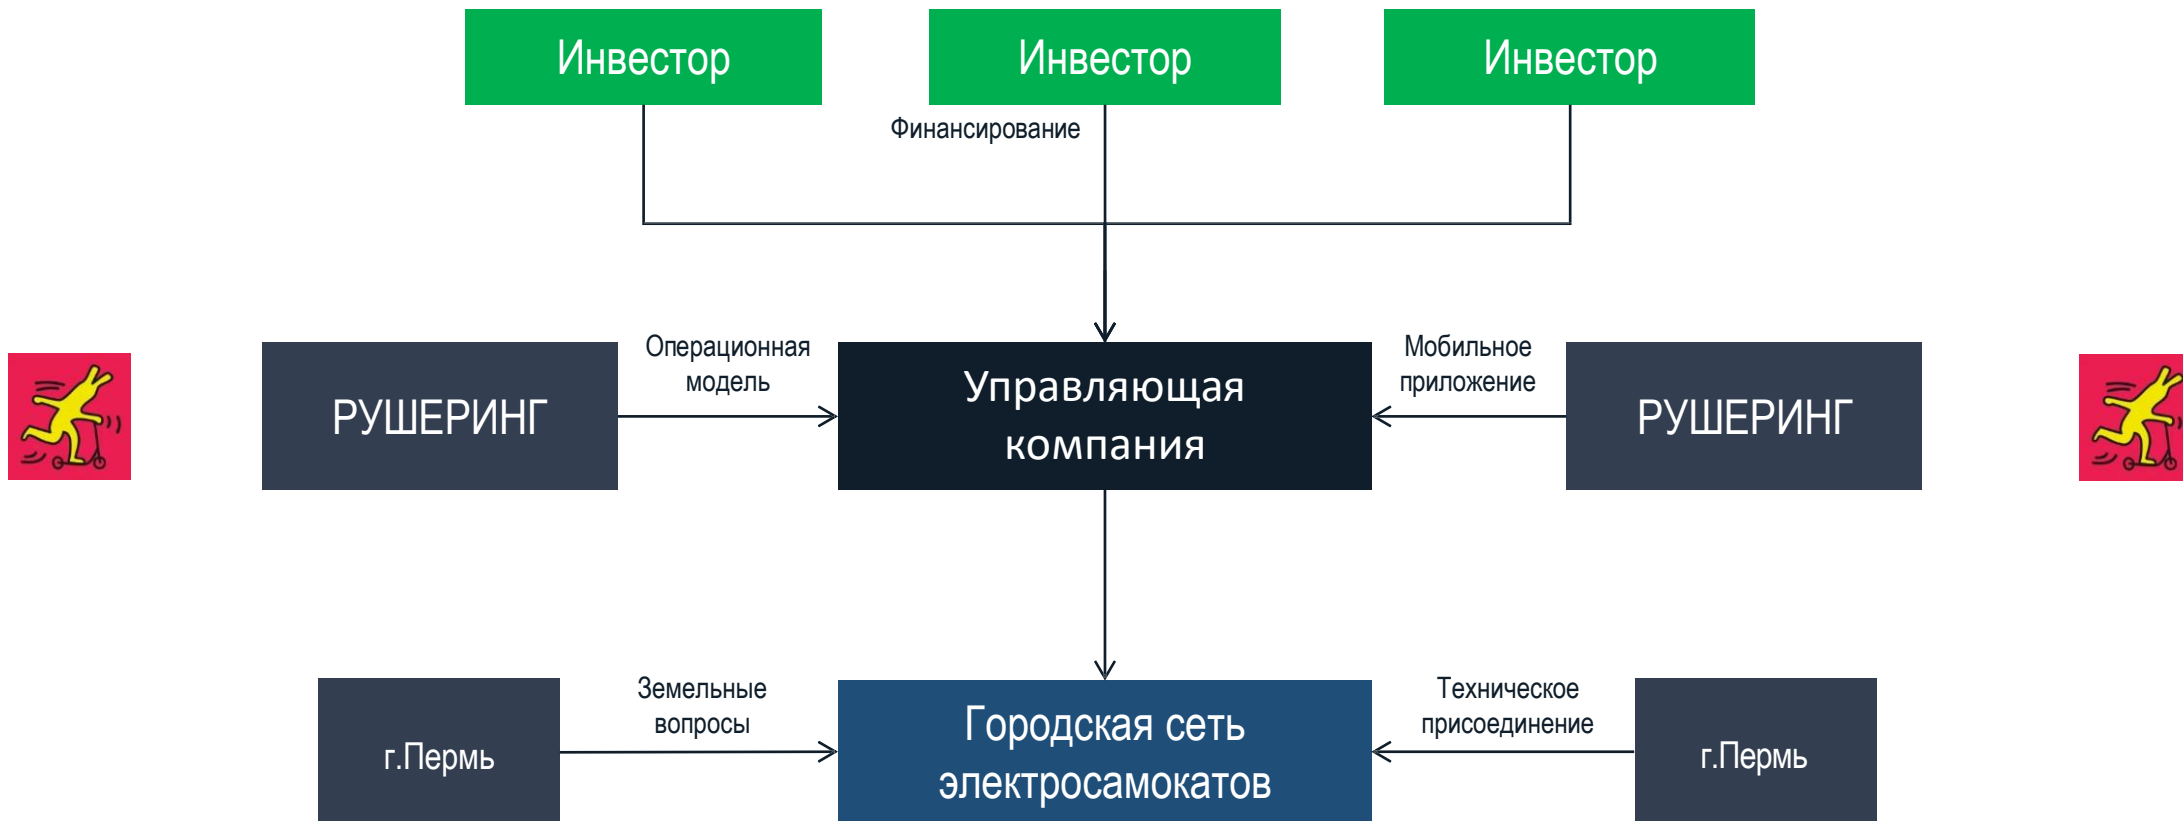 Инвестор
Инвестор
Инвестор
Финансирование
РУШЕРИНГ
Операционная
модель
Управляющая
компания
Мобильное
приложение
РУШЕРИНГ
г.Пермь
Земельные
вопросы
Городская сеть
электросамокатов
Техническое
присоединение
г.Пермь